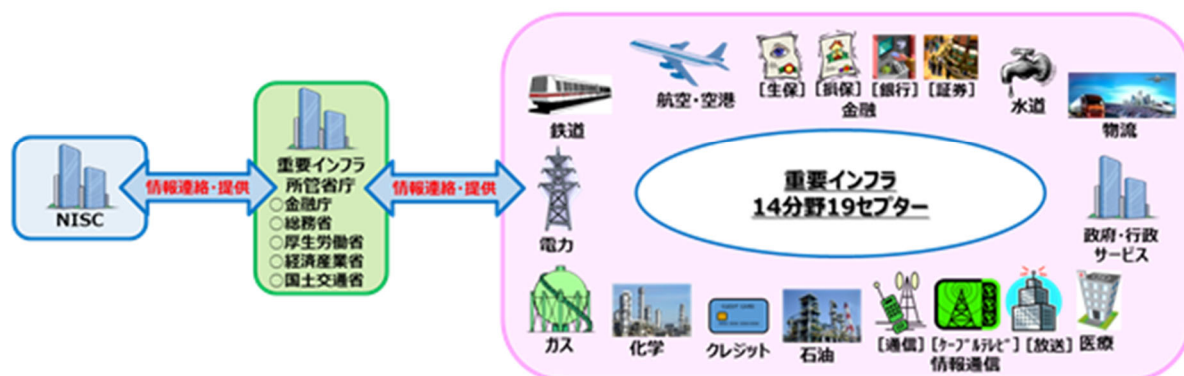 NISC
情報連絡・提供
重要インフラ
所管省庁
○金融庁
○総務省
○厚生労働省
○経済産業省
○国土交通省
情報連絡・提供
鉄道
航空・空港
[生保] [損保] [銀行] [証券]
金融
水道
物流
電力
重要インフラ
14分野19セプター
政府・行政
サービス
ガス
化学
クレジット
石油
[通信] [ｹｰﾌﾞﾙﾃﾚﾋﾞ] [放送]
情報通信
医療